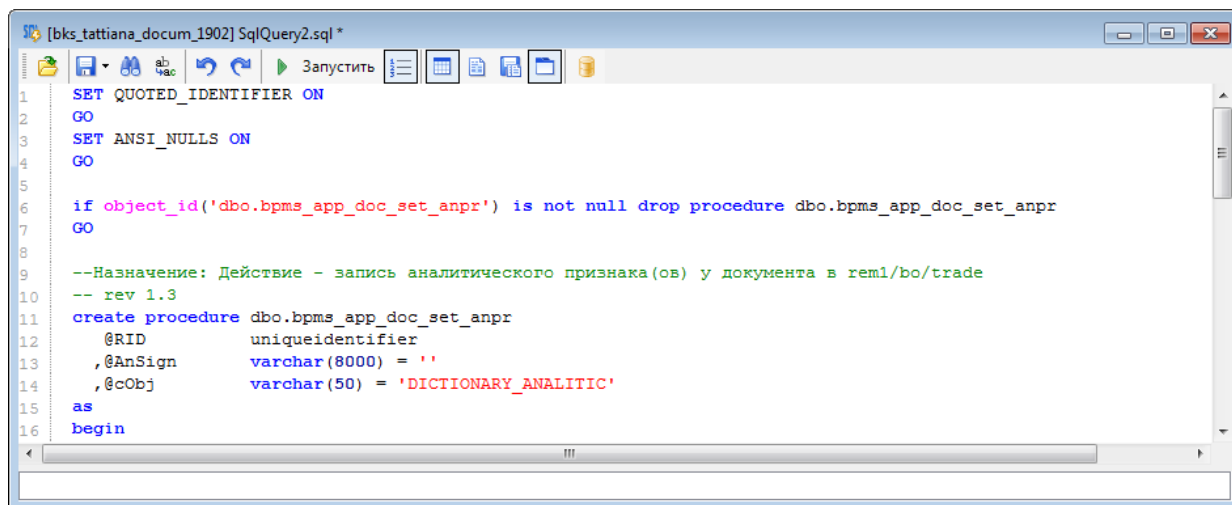 [bks_tattiana_docum_1902] SqlQuery2.sql *
Запустить
1 SET QUOTED_IDENTIFIER ON
2 GO
3 SET ANSI_NULLS ON
4 GO
5
6 if object_id('dbo.bpms_app_doc_set_anpr') is not null drop procedure dbo.bpms_app_doc_set_anpr
7 GO
8
9 --Назначение: Действие - запись аналитического признака(ов) у документа в rem1/bo/trade
10 -- rev 1.3
11 create procedure dbo.bpms_app_doc_set_anpr
12 @RID uniqueidentifier
13 ,@AnSign varchar(8000) = ''
14 ,@cObj varchar(50) = 'DICTIONARY_ANALITIC'
15 as
16 begin